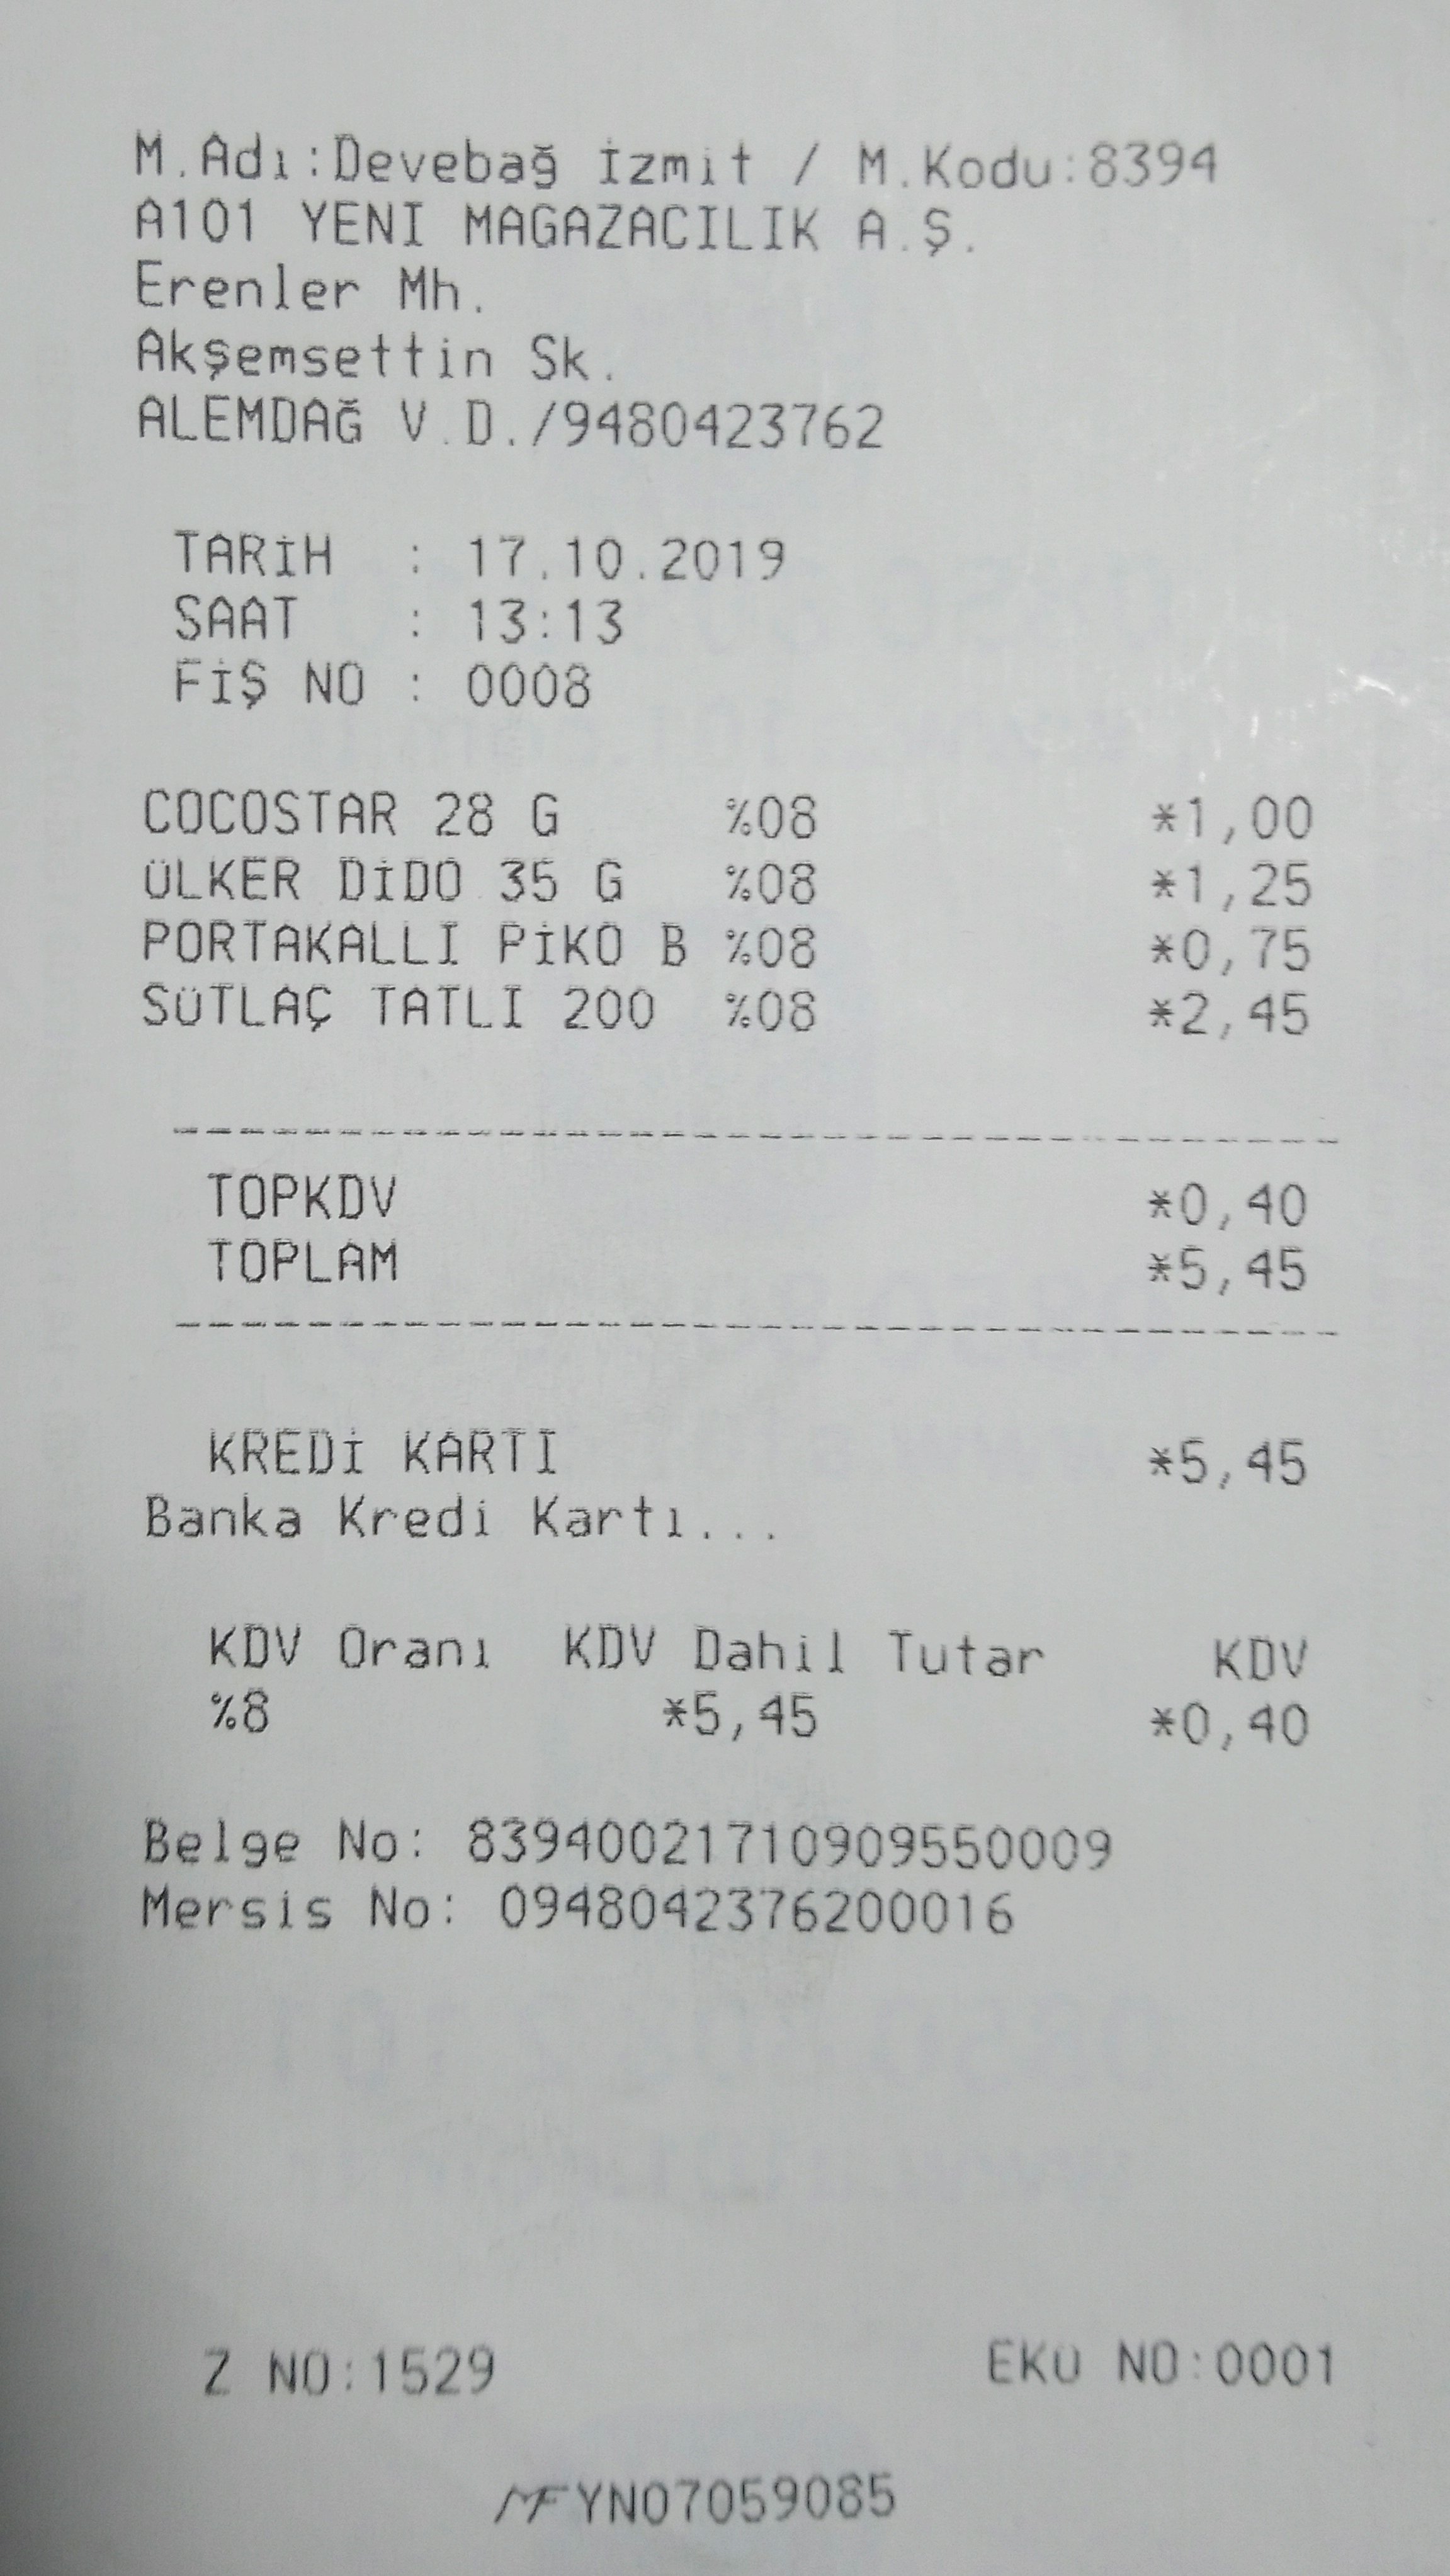 M.Adı:Devebağ İzmit / M.Kodu:8394
A101 YENI MAGAZACILIK A.Ş.
Erenler Mh.
Akşemsettin Sk.
ALEMDAĞ V.D./9480423762
TARİH : 17.10.2019
SAAT : 13:13
FİŞ NO : 0008
COCOSTAR 28 G %08 *1,00
ÜLKER DİDO 35 G %08 *1,25
PORTAKALLI PİKO B %08 *0,75
SÜTLAÇ TATLI 200 %08 *2,45
TOPKDV *0,40
TOPLAM *5,45
KREDİ KARTI *5,45
Banka Kredi Kartı...
KDV Oranı KDV Dahil Tutar KDV
%8 *5,45 *0,40
Belge No: 83940021710909550009
Mersis No: 0948042376200016
Z NO:1529 EKÜ NO:0001
MF YN07059085